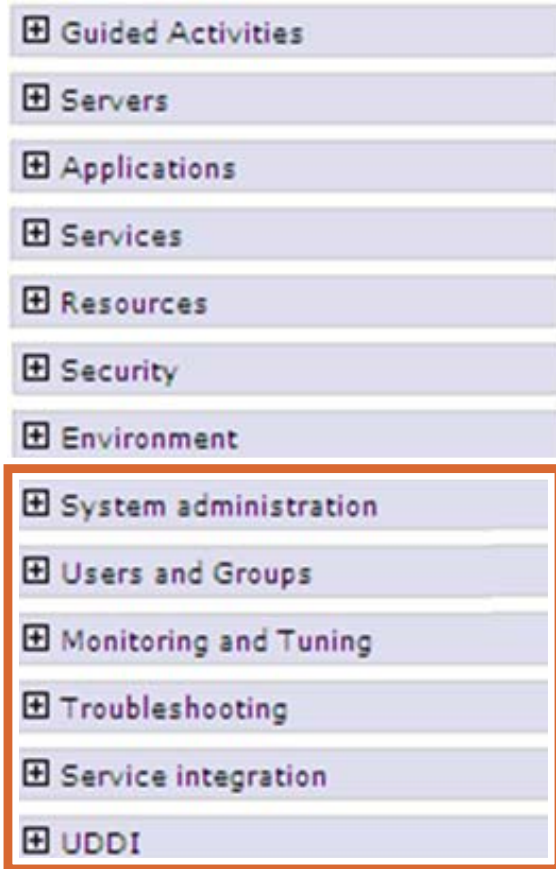 Guided Activities
Servers
Applications
Services
Resources
Security
Environment
System administration
Users and Groups
Monitoring and Tuning
Troubleshooting
Service integration
UDDI